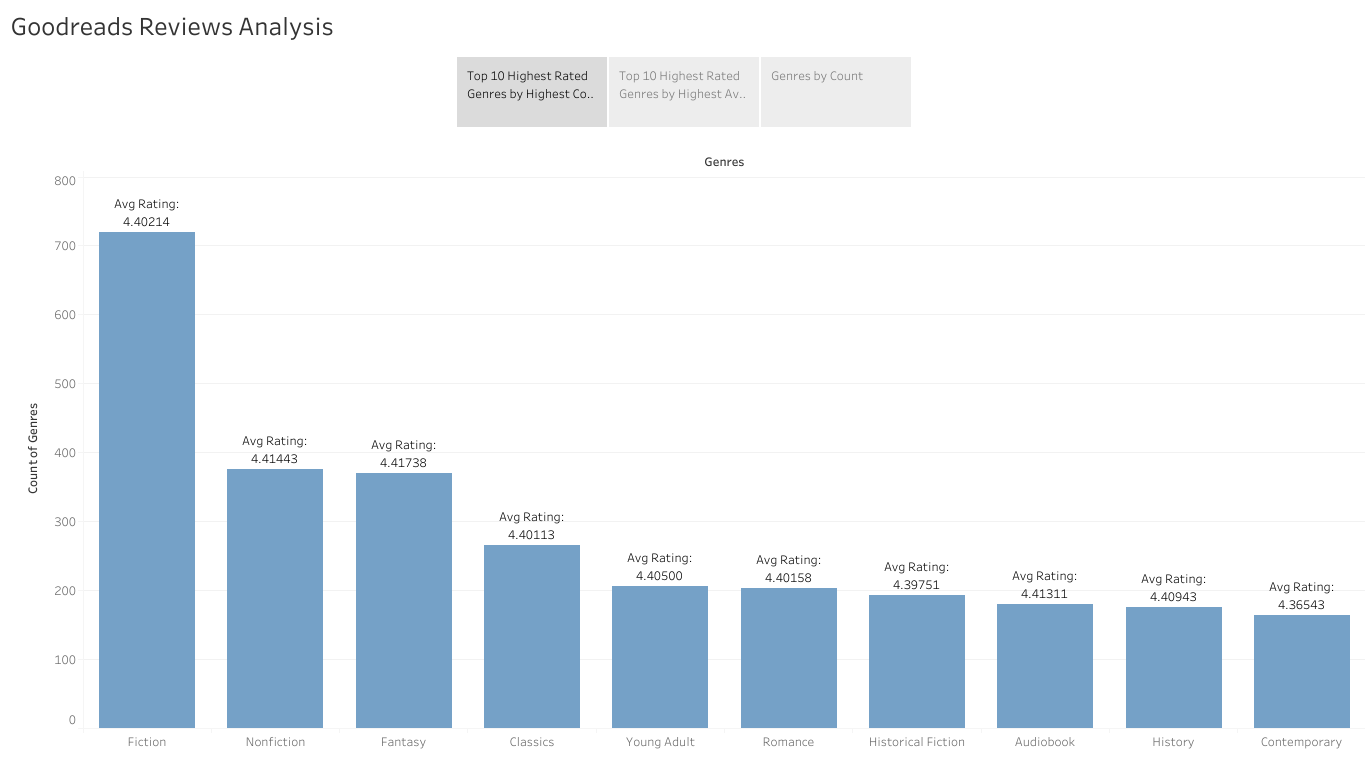 Goodreads Reviews Analysis
Top 10 Highest Rated
Genres by Highest Co..
Top 10 Highest Rated
Genres by Highest Av..
Genres by Count
Genres
Count of Genres
800
700
600
500
400
300
200
100
0
Avg Rating:
4.40214
Avg Rating:
4.41443
Avg Rating:
4.41738
Avg Rating:
4.40113
Avg Rating:
4.40500
Avg Rating:
4.40158
Avg Rating:
4.39751
Avg Rating:
4.41311
Avg Rating:
4.40943
Avg Rating:
4.36543
Fiction
Nonfiction
Fantasy
Classics
Young Adult
Romance
Historical Fiction
Audiobook
History
Contemporary